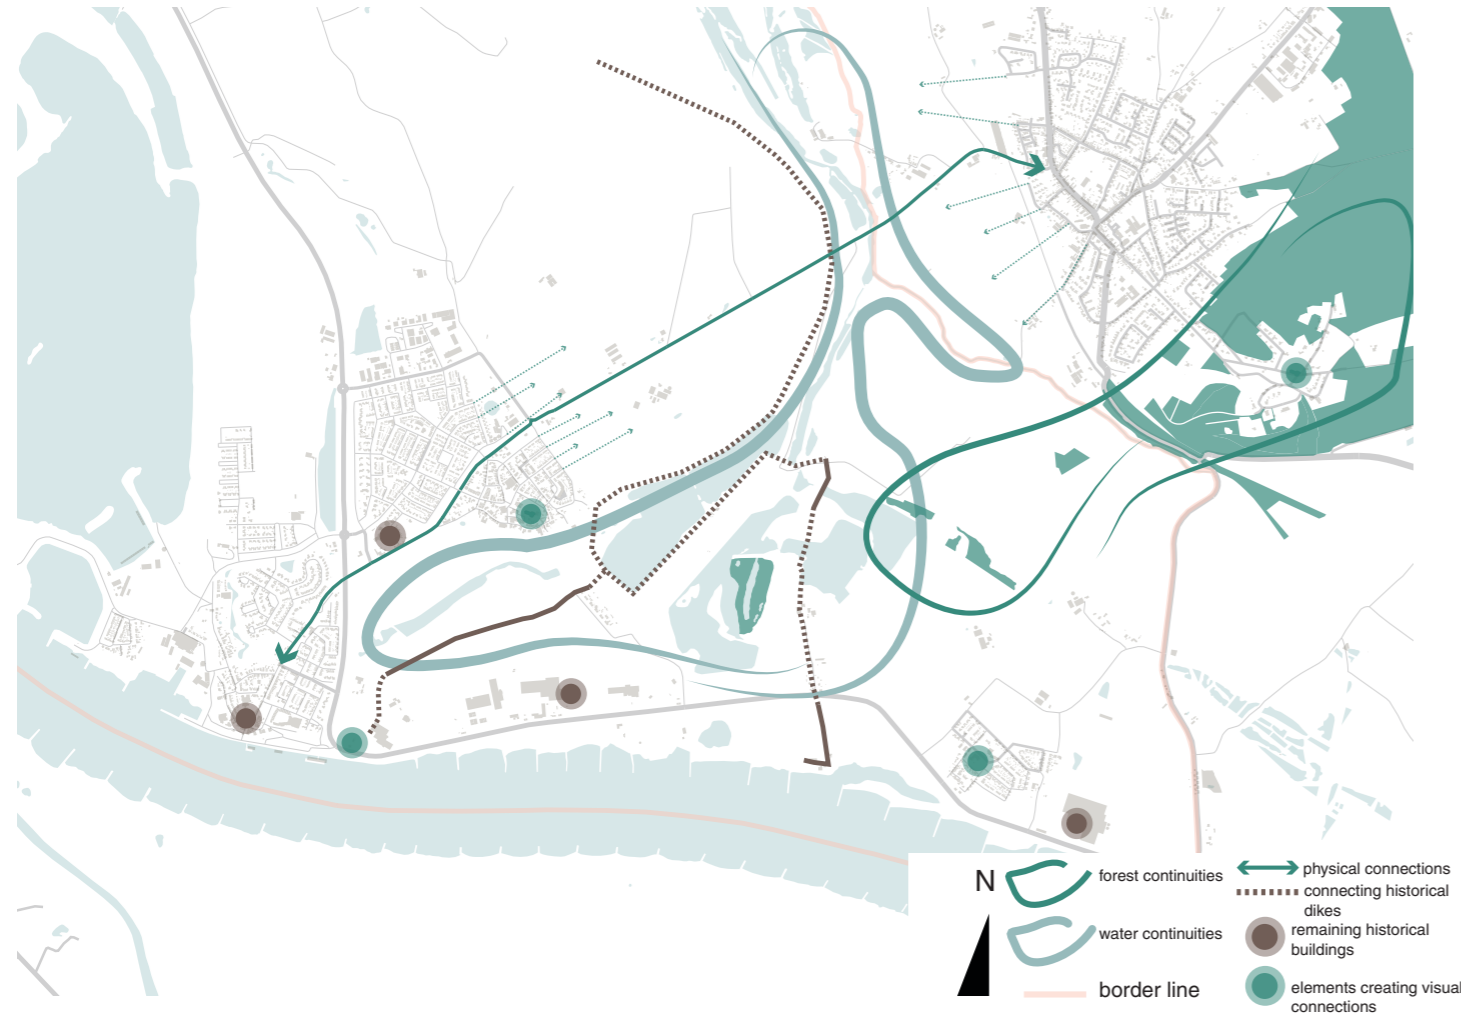 N
forest continuities
water continuities
border line
physical connections
connecting historical
dikes
remaining historical
buildings
elements creating visual
connections